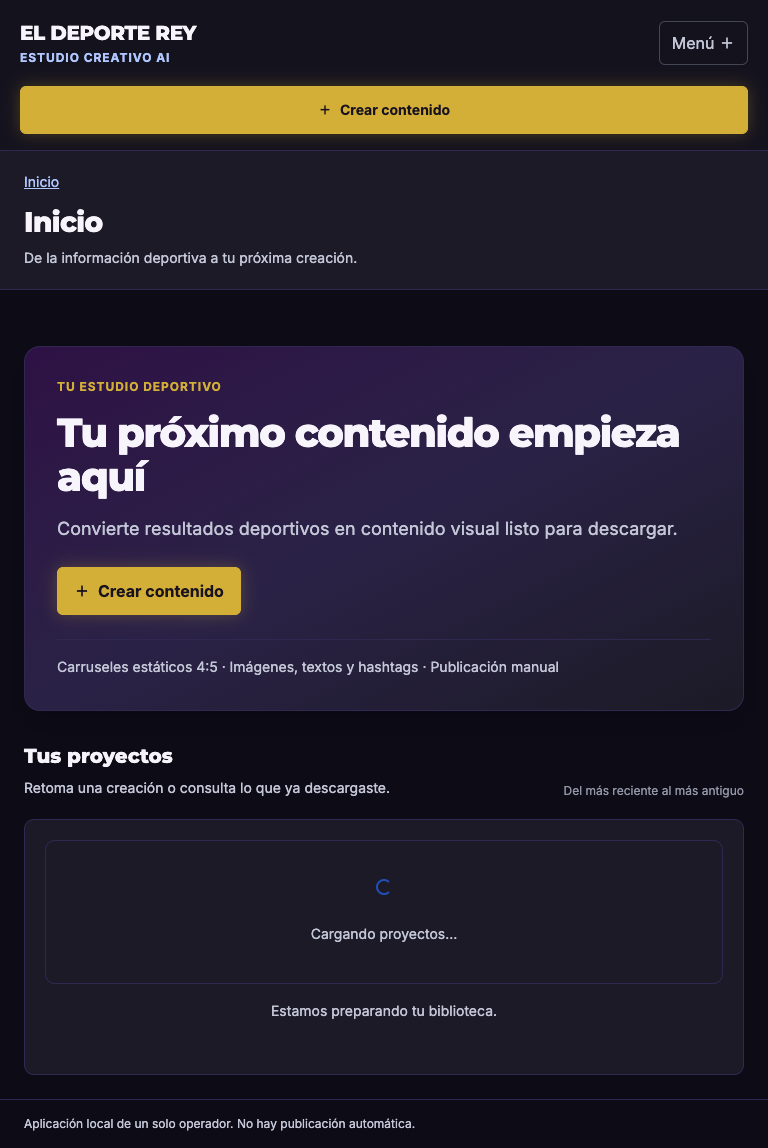 EL DEPORTE REY
ESTUDIO CREATIVO AI
Menú +
+ Crear contenido
Inicio
Inicio
De la información deportiva a tu próxima creación.
TU ESTUDIO DEPORTIVO
Tu próximo contenido empieza
aquí
Convierte resultados deportivos en contenido visual listo para descargar.
+ Crear contenido
Carruseles estáticos 4:5 · Imágenes, textos y hashtags · Publicación manual
Tus proyectos
Retoma una creación o consulta lo que ya descargaste.
Del más reciente al más antiguo
Cargando proyectos...
Estamos preparando tu biblioteca.
Aplicación local de un solo operador. No hay publicación automática.